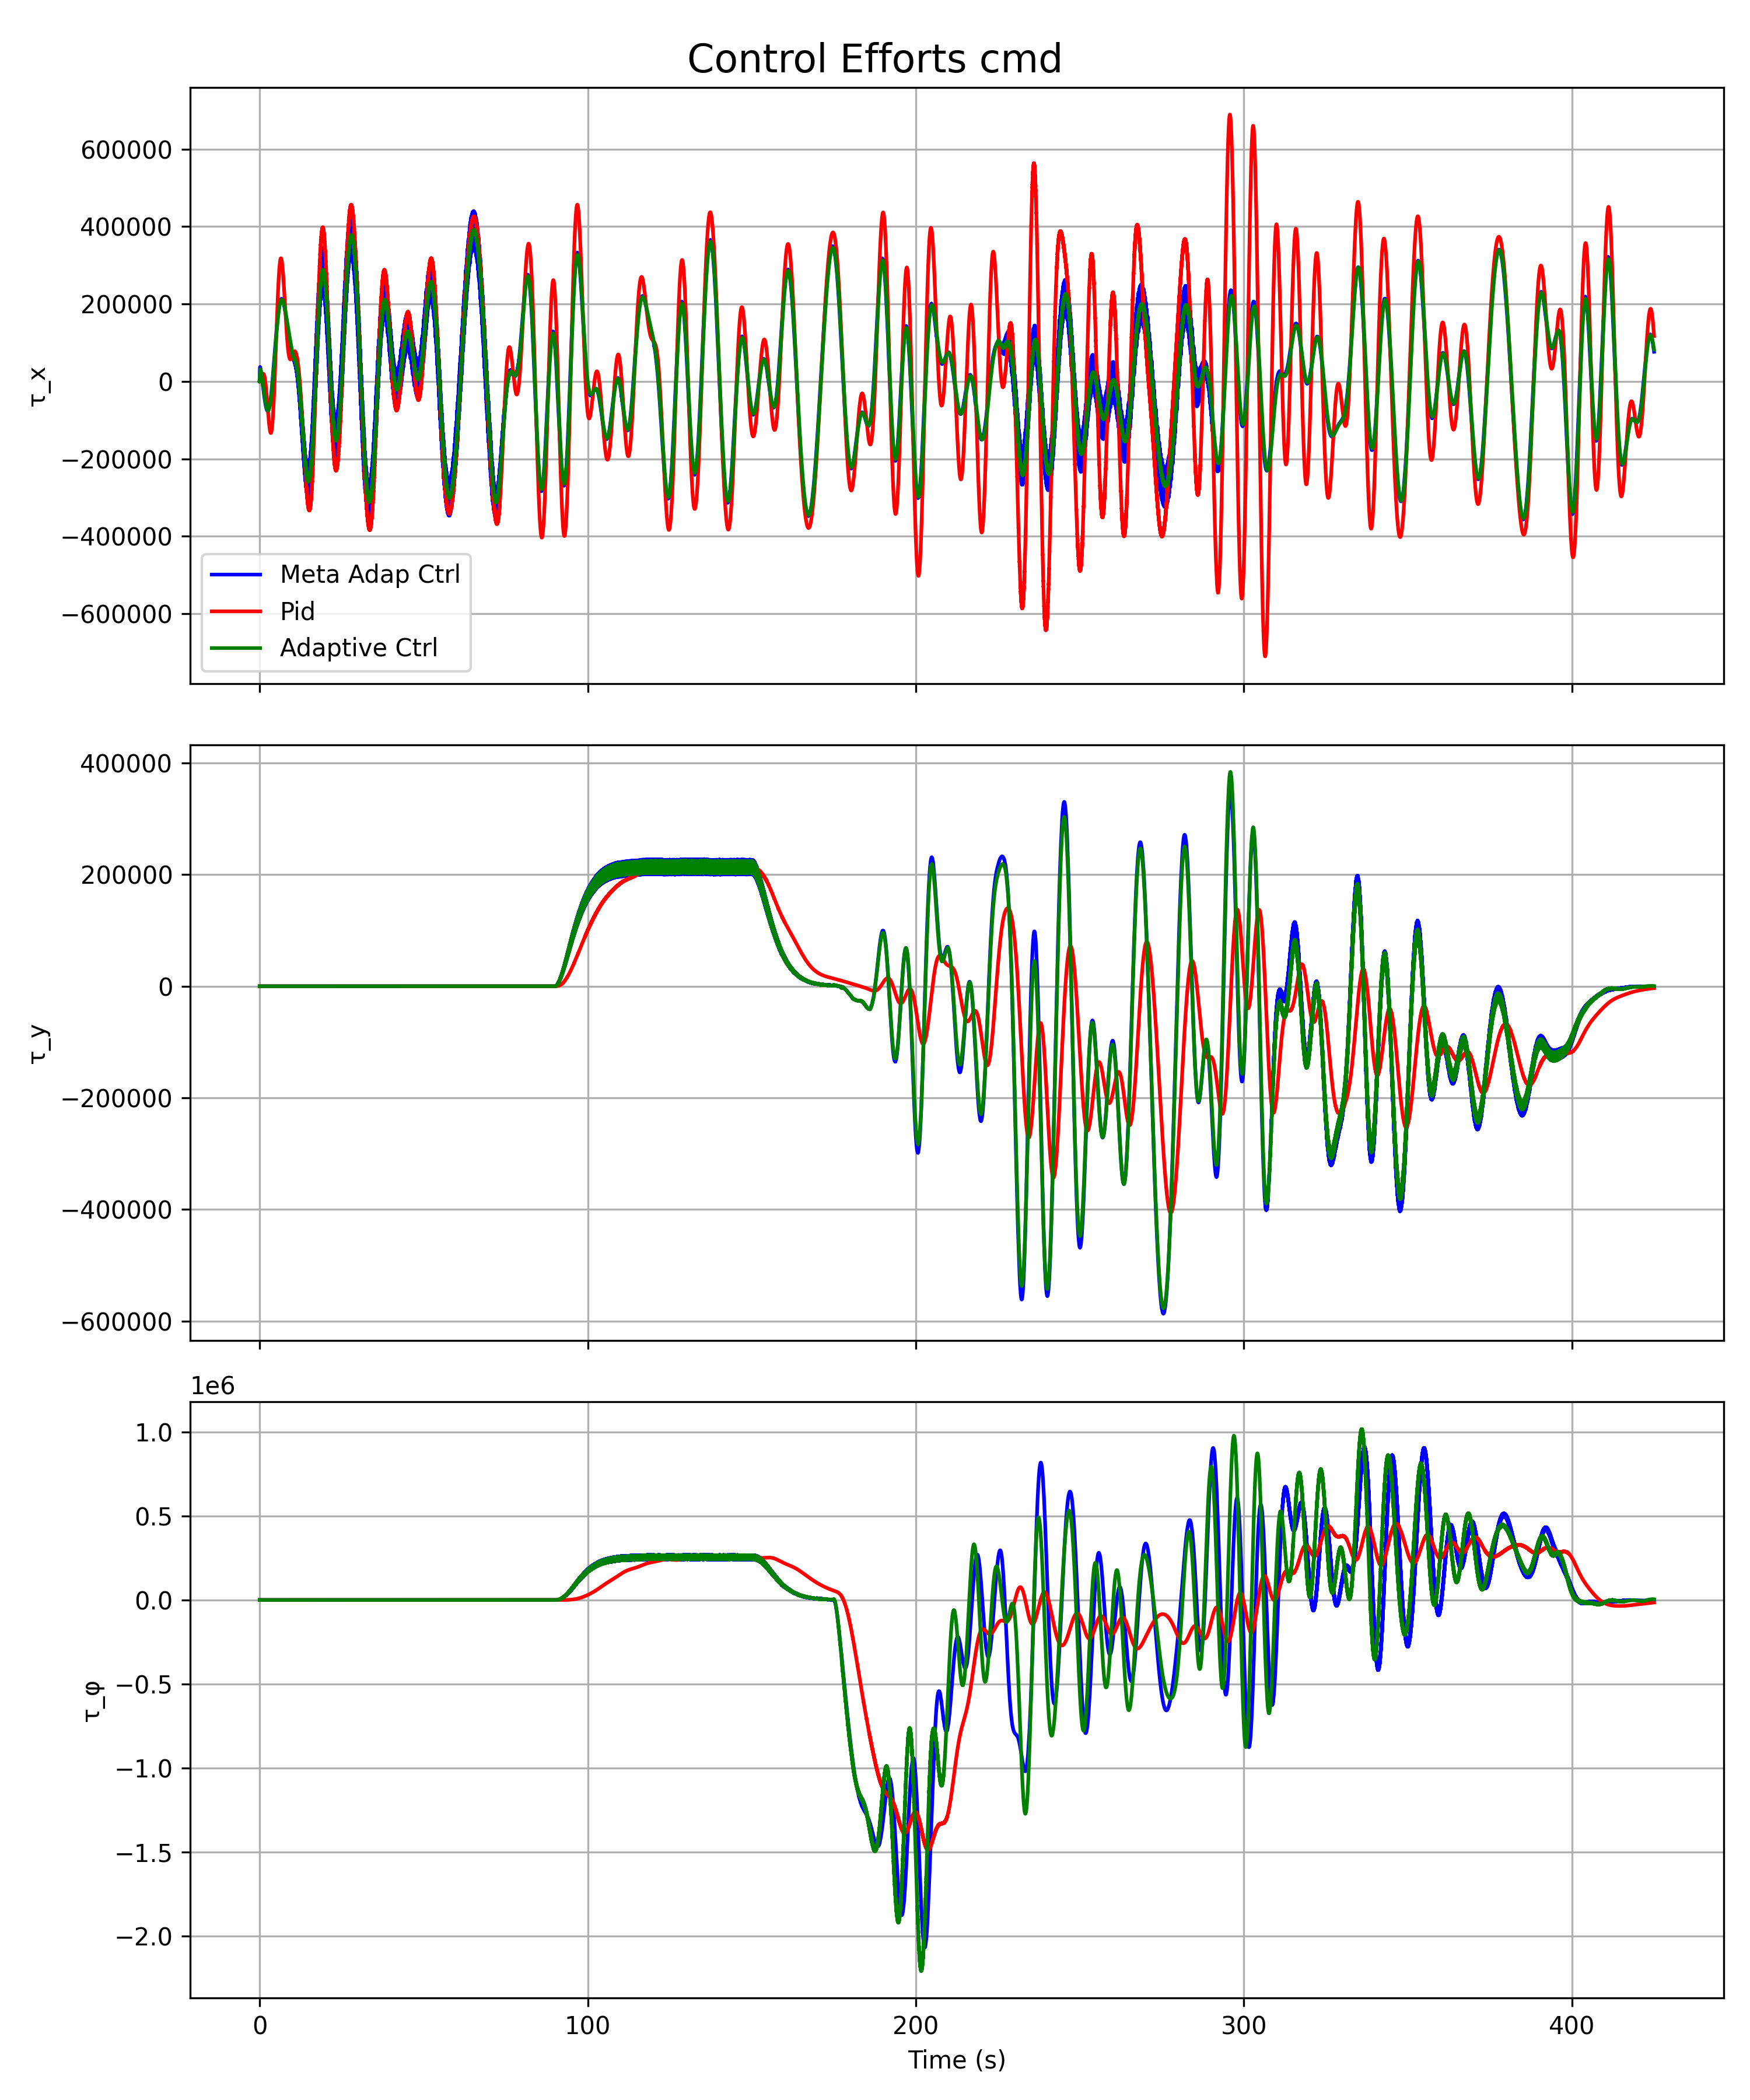 Control Efforts cmd
600000
400000
200000
0
−200000
−400000
−600000
τ_x
Meta Adap Ctrl
Pid
Adaptive Ctrl
400000
200000
0
−200000
−400000
−600000
τ_y
1e6
1.0
0.5
0.0
−0.5
−1.0
−1.5
−2.0
τ_φ
0 100 200 300 400
Time (s)